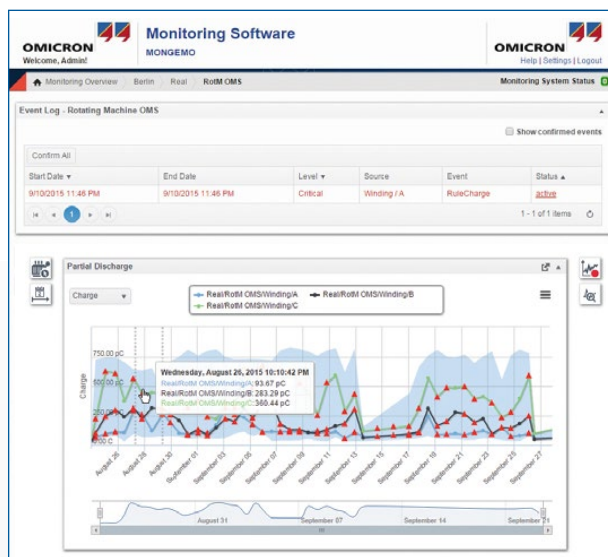 OMICRON
Welcome, Admin!
Monitoring Software
MONGEMO
OMICRON
Help | Settings | Logout
Monitoring Overview Berlin Real RotM OMS
Monitoring System Status 0
Event Log - Rotating Machine OMS
Show confirmed events
Confirm All
Start Date End Date Level Source Event Status
9/10/2015 11:46 PM 9/10/2015 11:46 PM Critical Winding / A RuleCharge active
1
1 - 1 of 1 items
Partial Discharge
Charge
Real/RotM OMS/Winding/A Real/RotM OMS/Winding/B
Real/RotM OMS/Winding/C
Charge
750.00 pC
Wednesday, August 26, 2015 10:10:42 PM
Real/RotM OMS/Winding/A: 93.67 pC
Real/RotM OMS/Winding/B: 283.29 pC
Real/RotM OMS/Winding/C: 360.44 pC
August 26 August 28 August 30 September 01 September 03 September 05 September 07 September 09 September 11 September 13 September 15 September 17 September 19 September 21 September 23 September 25 September 27
August 31 September 07 September 14 September 21